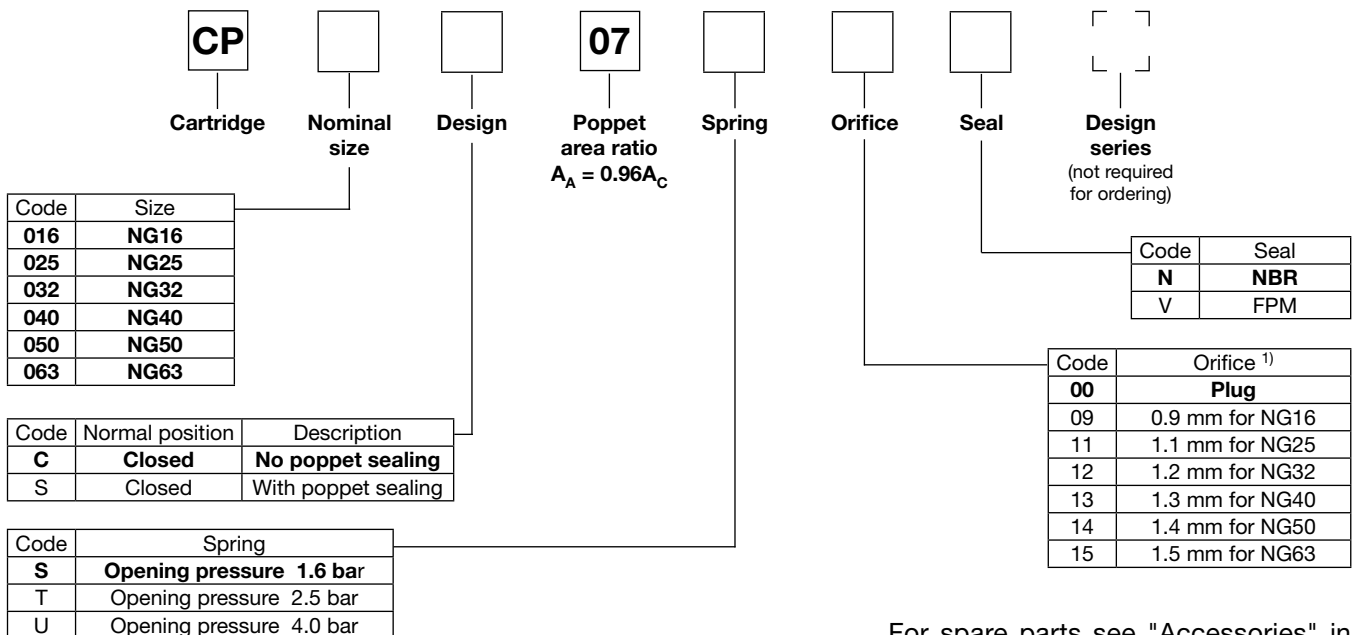 CP 07
Cartridge Nominal Design Poppet Spring Orifice Seal Design
size area ratio series
A_A = 0.96A_C (not required
for ordering)
Code Size
016 NG16
025 NG25
032 NG32
040 NG40
050 NG50
063 NG63
Code Seal
N NBR
V FPM
Code Orifice 1)
00 Plug
09 0.9 mm for NG16
11 1.1 mm for NG25
12 1.2 mm for NG32
13 1.3 mm for NG40
14 1.4 mm for NG50
15 1.5 mm for NG63
Code Normal position Description
C Closed No poppet sealing
S Closed With poppet sealing
Code Spring
S Opening pressure 1.6 bar
T Opening pressure 2.5 bar
U Opening pressure 4.0 bar
For spare parts see "Accessories" in